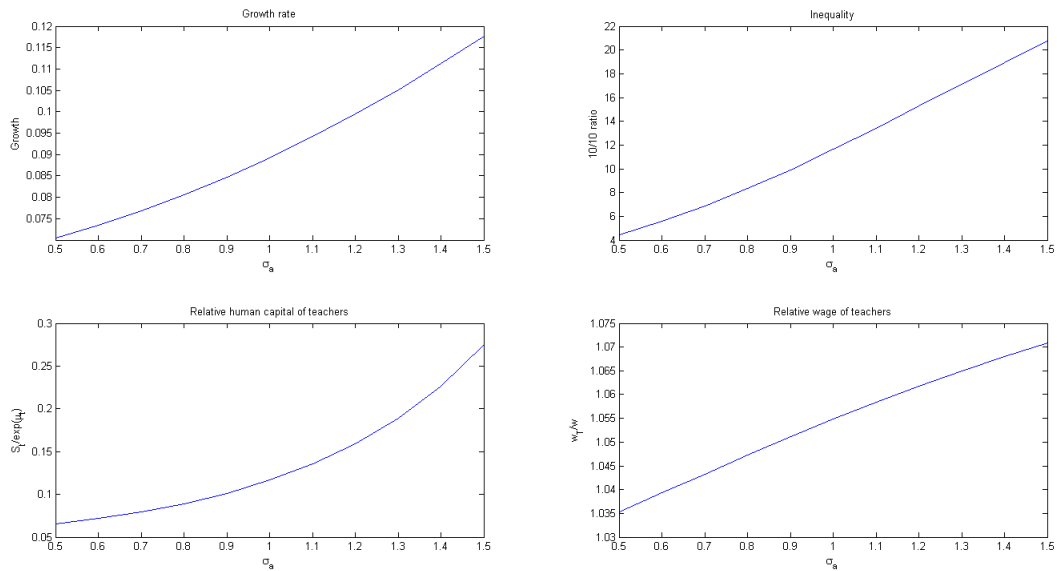 Growth rate
0.12
0.115
0.11
0.105
0.1
0.095
0.09
0.085
0.08
0.075
Growth
0.5 0.6 0.7 0.8 0.9 1 1.1 1.2 1.3 1.4 1.5
σa
Inequality
22
20
18
16
14
12
10
8
6
4
10/10 ratio
0.5 0.6 0.7 0.8 0.9 1 1.1 1.2 1.3 1.4 1.5
σa
Relative human capital of teachers
0.3
0.25
0.2
0.15
0.1
0.05
St/exp(μt)
0.5 0.6 0.7 0.8 0.9 1 1.1 1.2 1.3 1.4 1.5
σa
Relative wage of teachers
1.075
1.07
1.065
1.06
1.055
1.05
1.045
1.04
1.035
1.03
wT/w
0.5 0.6 0.7 0.8 0.9 1 1.1 1.2 1.3 1.4 1.5
σa